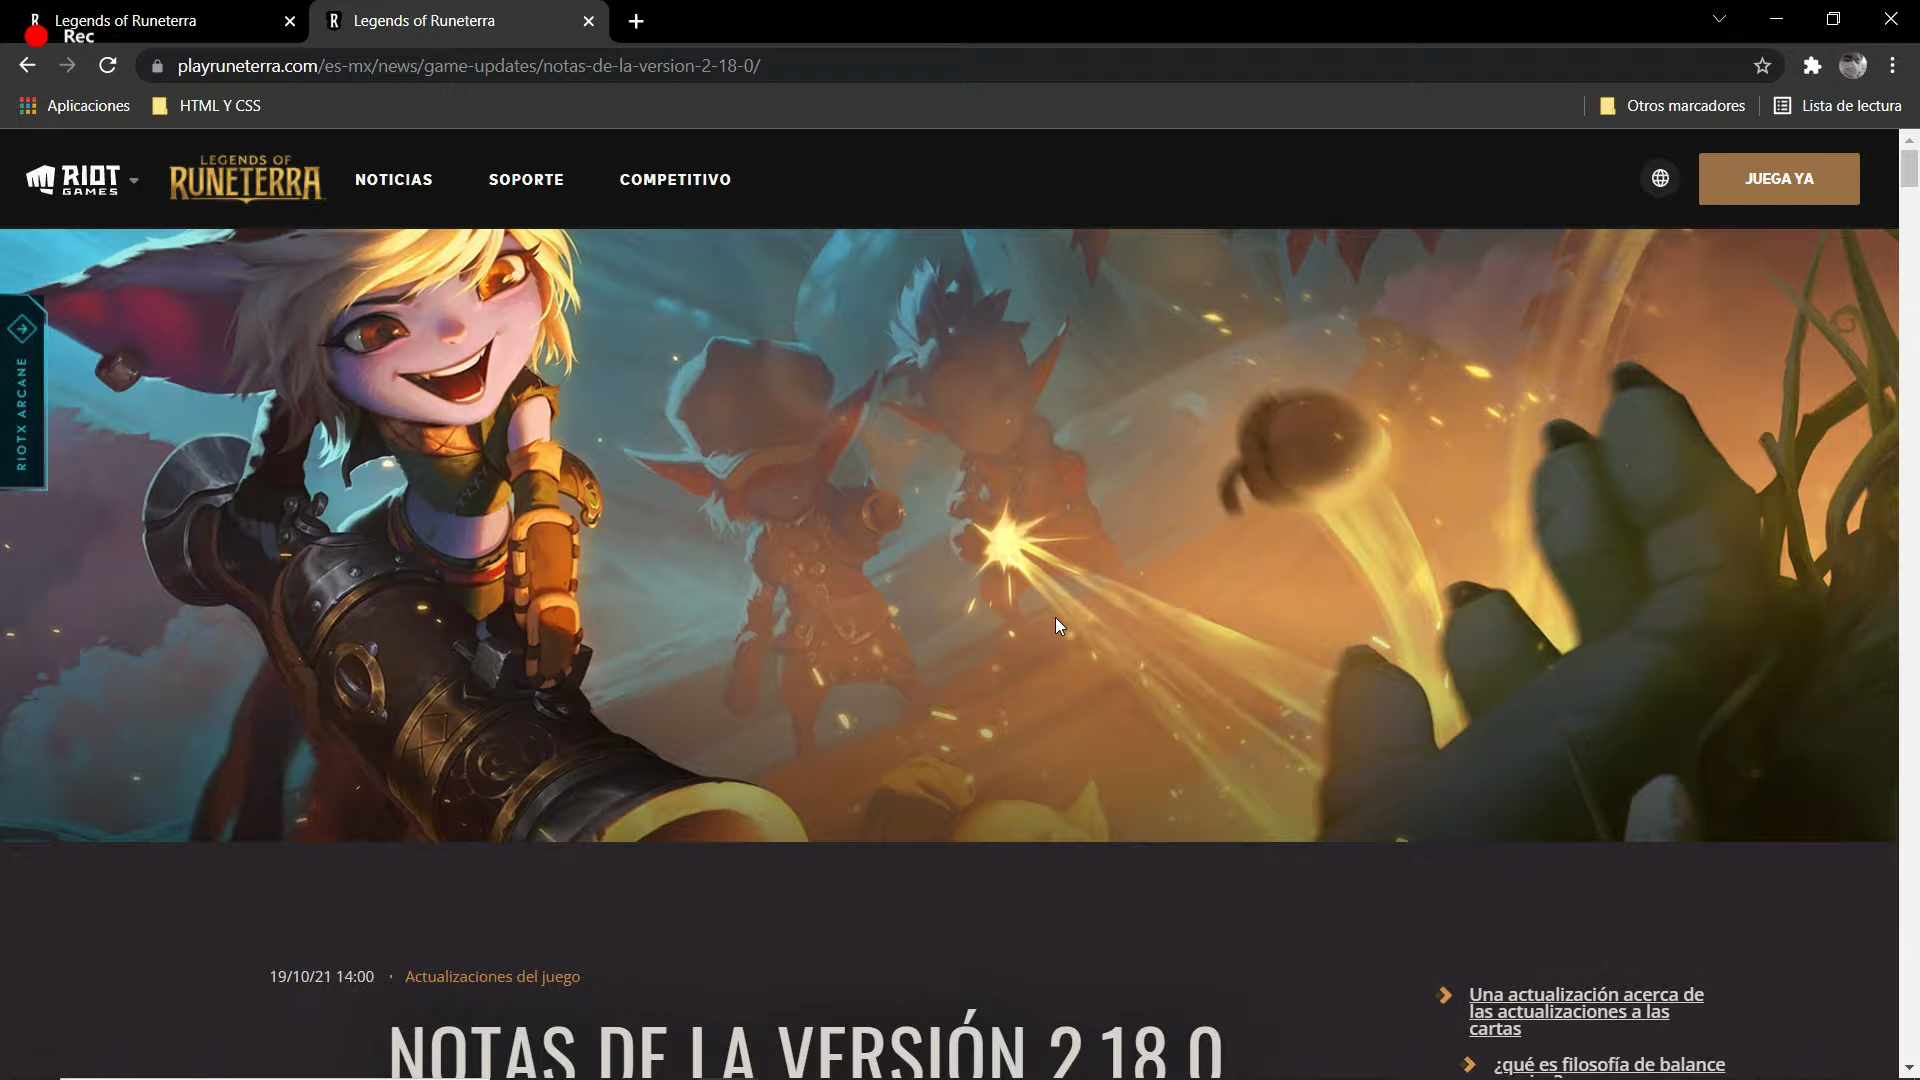 Legends of Runeterra
Legends of Runeterra
Rec
playruneterra.com/es-mx/news/game-updates/notas-de-la-version-2-18-0/
Aplicaciones
HTML Y CSS
Otros marcadores
Lista de lectura
RIOT
GAMES
LEGENDS OF
RUNETERRA
NOTICIAS
SOPORTE
COMPETITIVO
JUEGA YA
RIOTX ARCANE
19/10/21 14:00 · Actualizaciones del juego
NOTAS DE LA VERSIÓN 2.18.0
Una actualización acerca de
las actualizaciones a las
cartas
¿qué es filosofía de balance